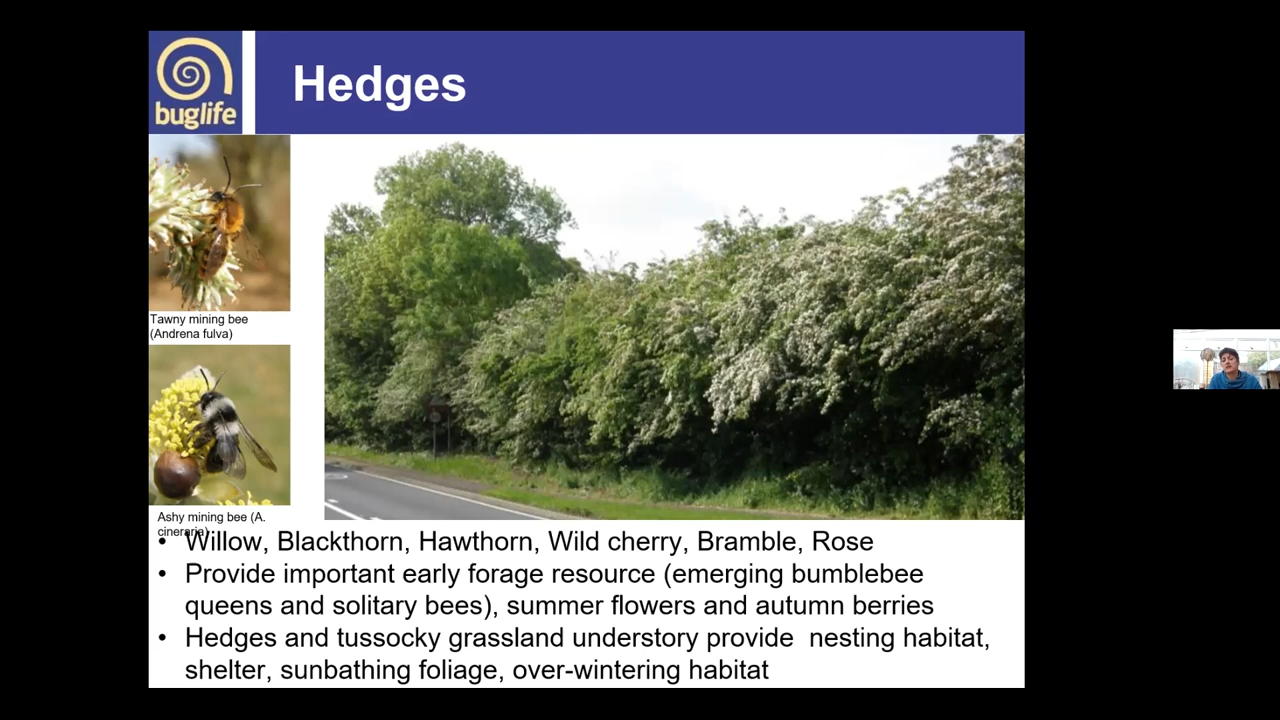 buglife
Hedges
Tawny mining bee
(Andrena fulva)
Ashy mining bee (A.
cineraria)
• Willow, Blackthorn, Hawthorn, Wild cherry, Bramble, Rose
• Provide important early forage resource (emerging bumblebee
queens and solitary bees), summer flowers and autumn berries
• Hedges and tussocky grassland understory provide  nesting habitat,
shelter, sunbathing foliage, over-wintering habitat